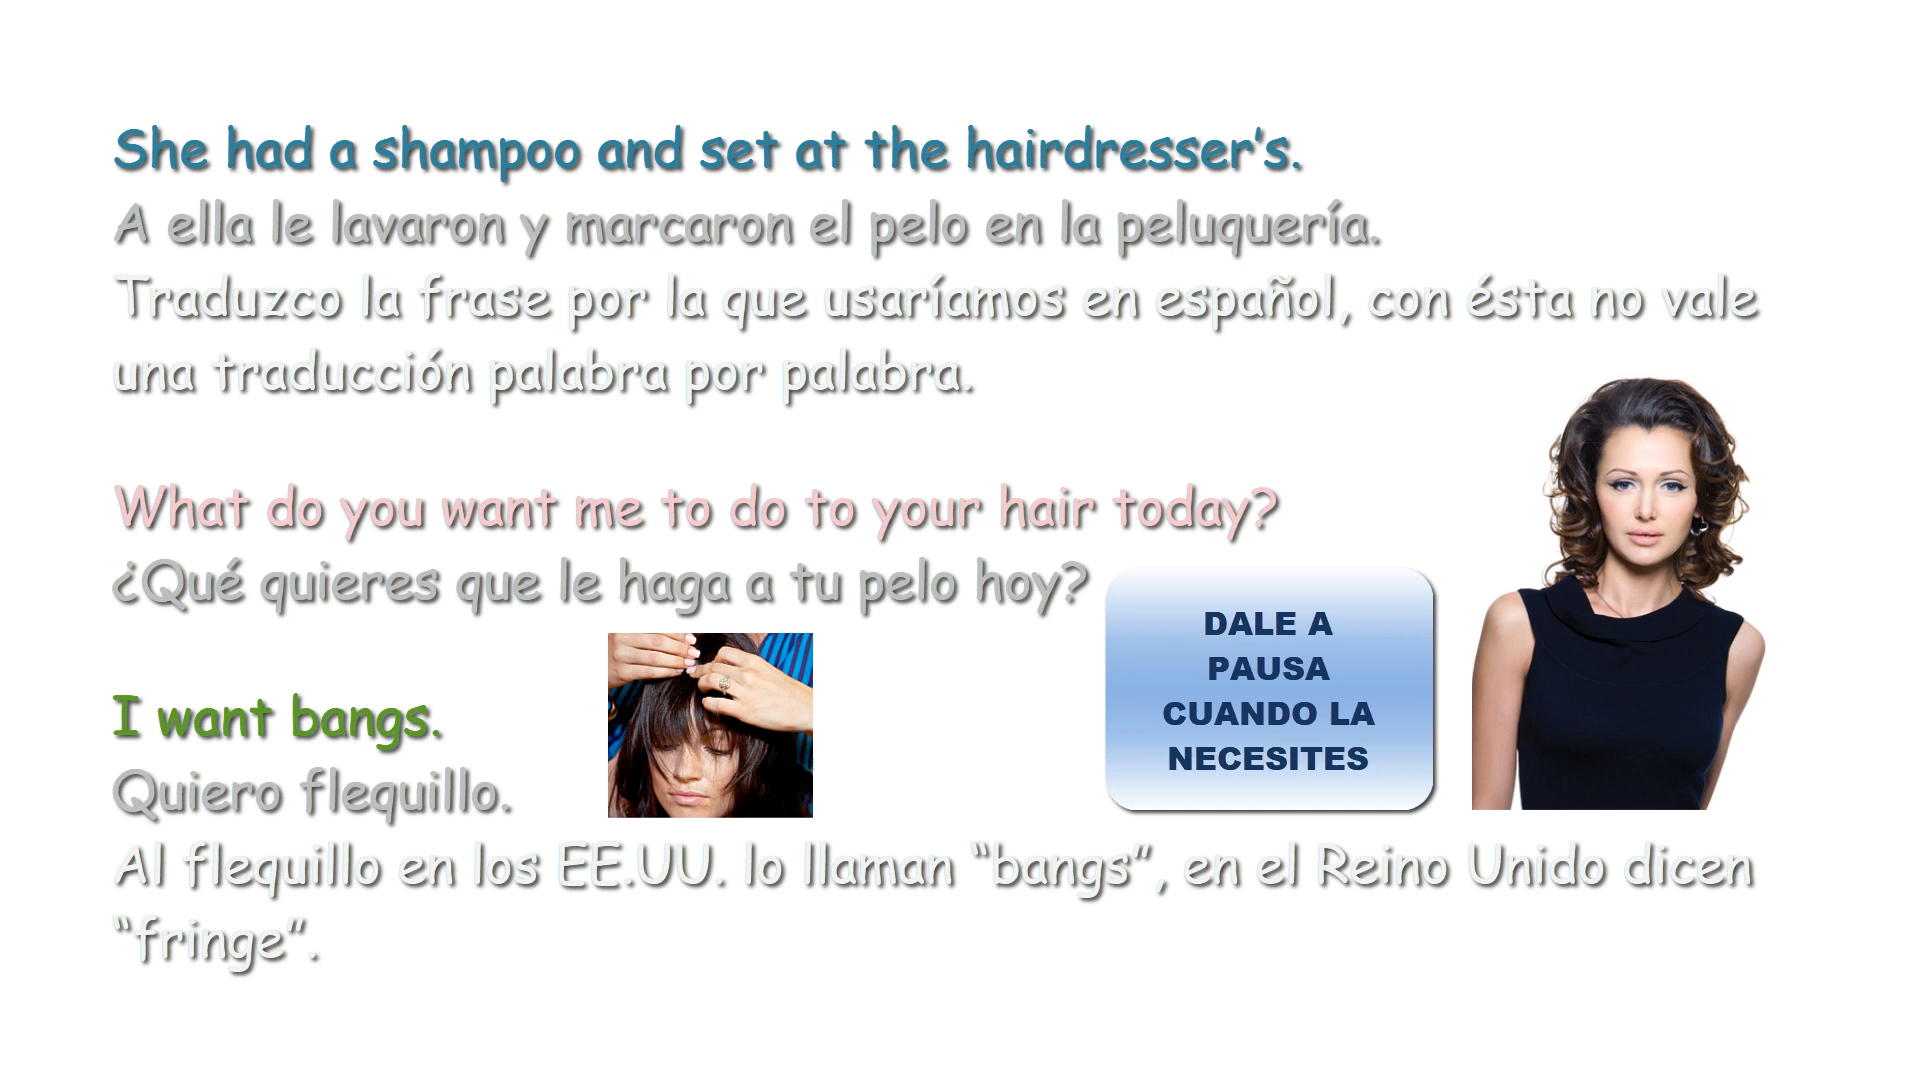 She had a shampoo and set at the hairdresser’s.
A ella le lavaron y marcaron el pelo en la peluquería.
Traduzco la frase por la que usaríamos en español, con ésta no vale
una traducción palabra por palabra.
What do you want me to do to your hair today?
¿Qué quieres que le haga a tu pelo hoy?
I want bangs.
Quiero flequillo.
Al flequillo en los EE.UU. lo llaman “bangs”, en el Reino Unido dicen
“fringe”.
DALE A
PAUSA
CUANDO LA
NECESITES